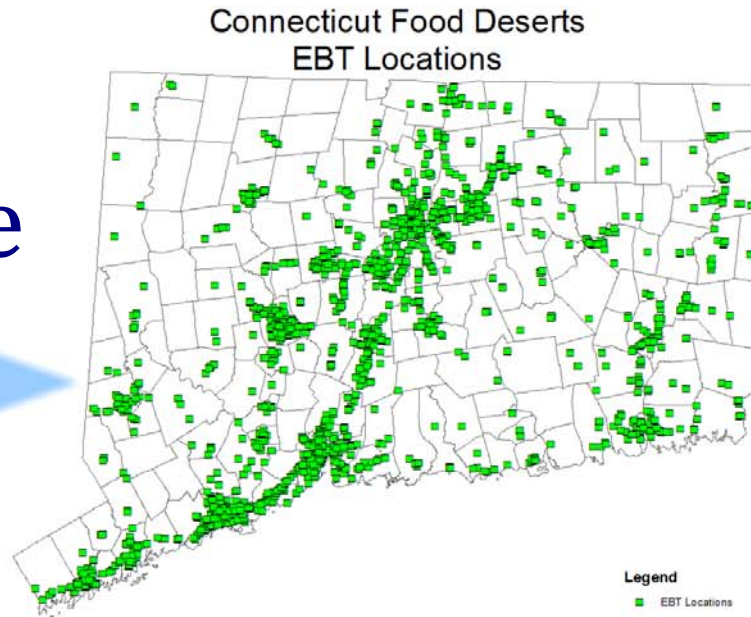 Connecticut Food Deserts
EBT Locations
e
Legend
EBT Locations